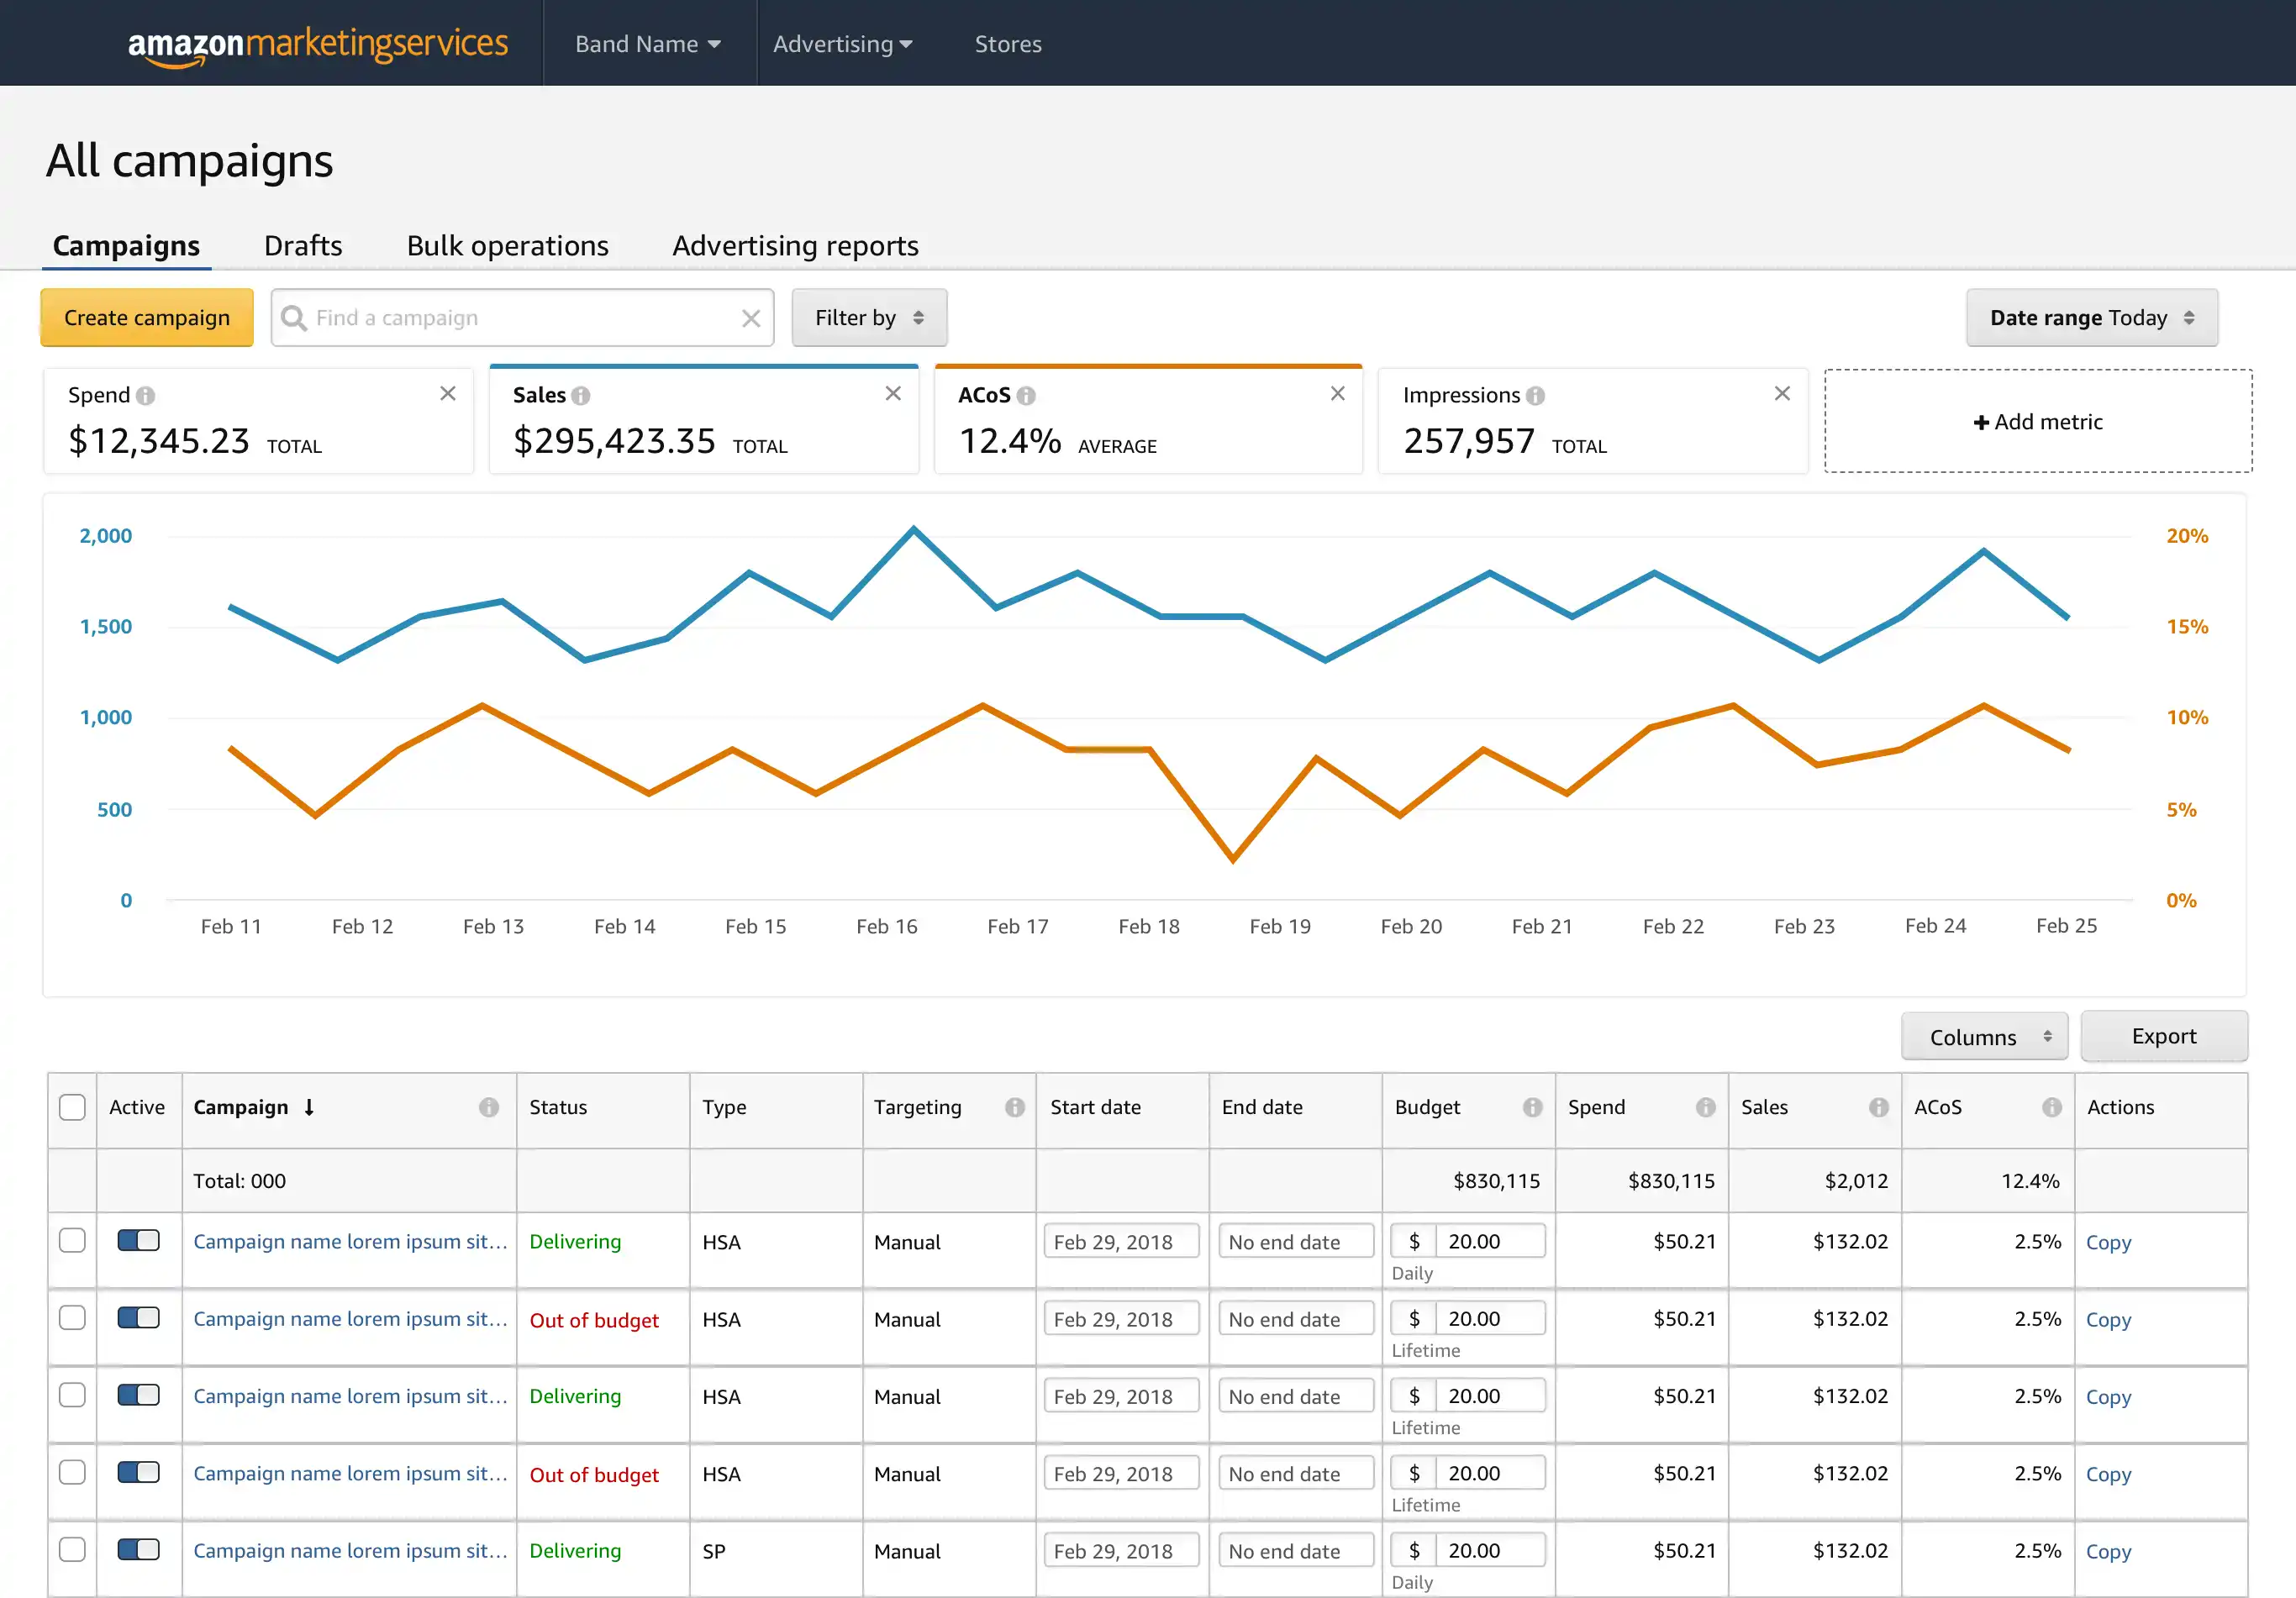 amazonmarketingservices Band Name Advertising Stores
All campaigns
Campaigns Drafts Bulk operations Advertising reports
Create campaign Find a campaign Filter by Date range Today
Spend Sales ACoS Impressions
$12,345.23 TOTAL $295,423.35 TOTAL 12.4% AVERAGE 257,957 TOTAL + Add metric
2,000 20%
1,500 15%
1,000 10%
500 5%
0 0%
Feb 11 Feb 12 Feb 13 Feb 14 Feb 15 Feb 16 Feb 17 Feb 18 Feb 19 Feb 20 Feb 21 Feb 22 Feb 23 Feb 24 Feb 25
Columns Export
Active Campaign Status Type Targeting Start date End date Budget Spend Sales ACoS Actions
Total: 000 $830,115 $830,115 $2,012 12.4%
Campaign name lorem ipsum sit... Delivering HSA Manual Feb 29, 2018 No end date $ 20.00 $50.21 $132.02 2.5% Copy
Daily
Campaign name lorem ipsum sit... Out of budget HSA Manual Feb 29, 2018 No end date $ 20.00 $50.21 $132.02 2.5% Copy
Lifetime
Campaign name lorem ipsum sit... Delivering HSA Manual Feb 29, 2018 No end date $ 20.00 $50.21 $132.02 2.5% Copy
Lifetime
Campaign name lorem ipsum sit... Out of budget HSA Manual Feb 29, 2018 No end date $ 20.00 $50.21 $132.02 2.5% Copy
Lifetime
Campaign name lorem ipsum sit... Delivering SP Manual Feb 29, 2018 No end date $ 20.00 $50.21 $132.02 2.5% Copy
Daily